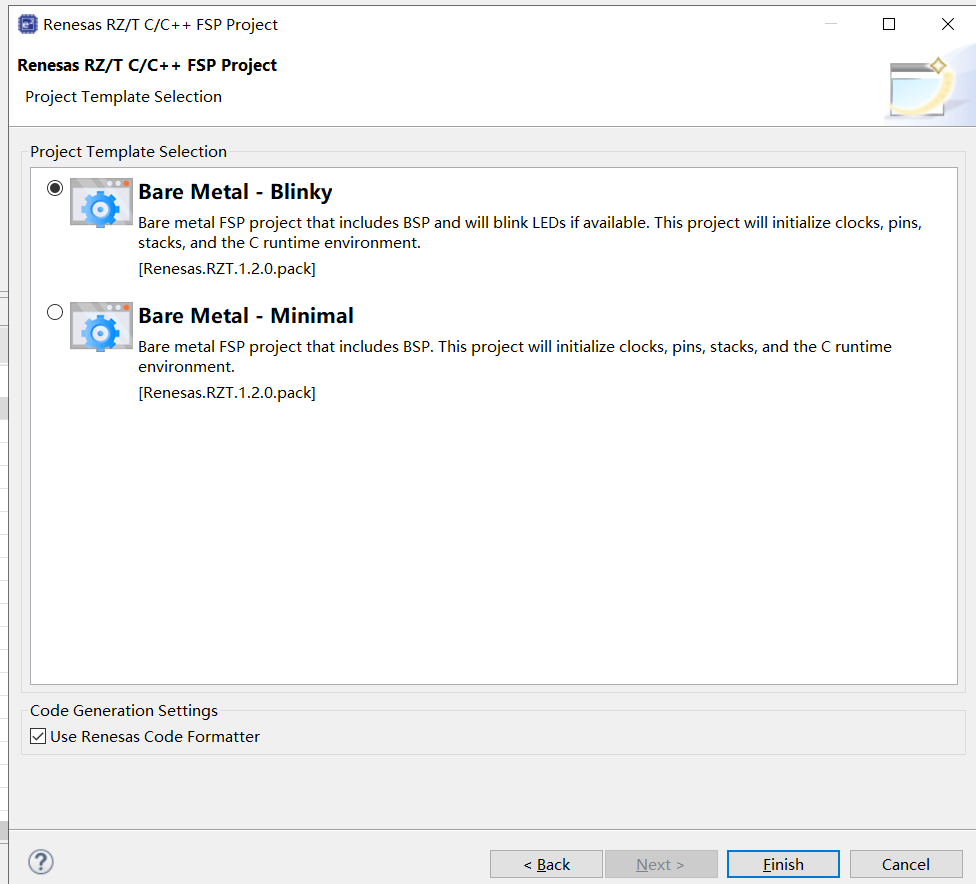 Renesas RZ/T C/C++ FSP Project
Renesas RZ/T C/C++ FSP Project
Project Template Selection
Project Template Selection
Bare Metal - Blinky
Bare metal FSP project that includes BSP and will blink LEDs if available. This project will initialize clocks, pins,
stacks, and the C runtime environment.
[Renesas.RZT.1.2.0.pack]
Bare Metal - Minimal
Bare metal FSP project that includes BSP. This project will initialize clocks, pins, stacks, and the C runtime
environment.
[Renesas.RZT.1.2.0.pack]
Code Generation Settings
Use Renesas Code Formatter
? < Back Next > Finish Cancel